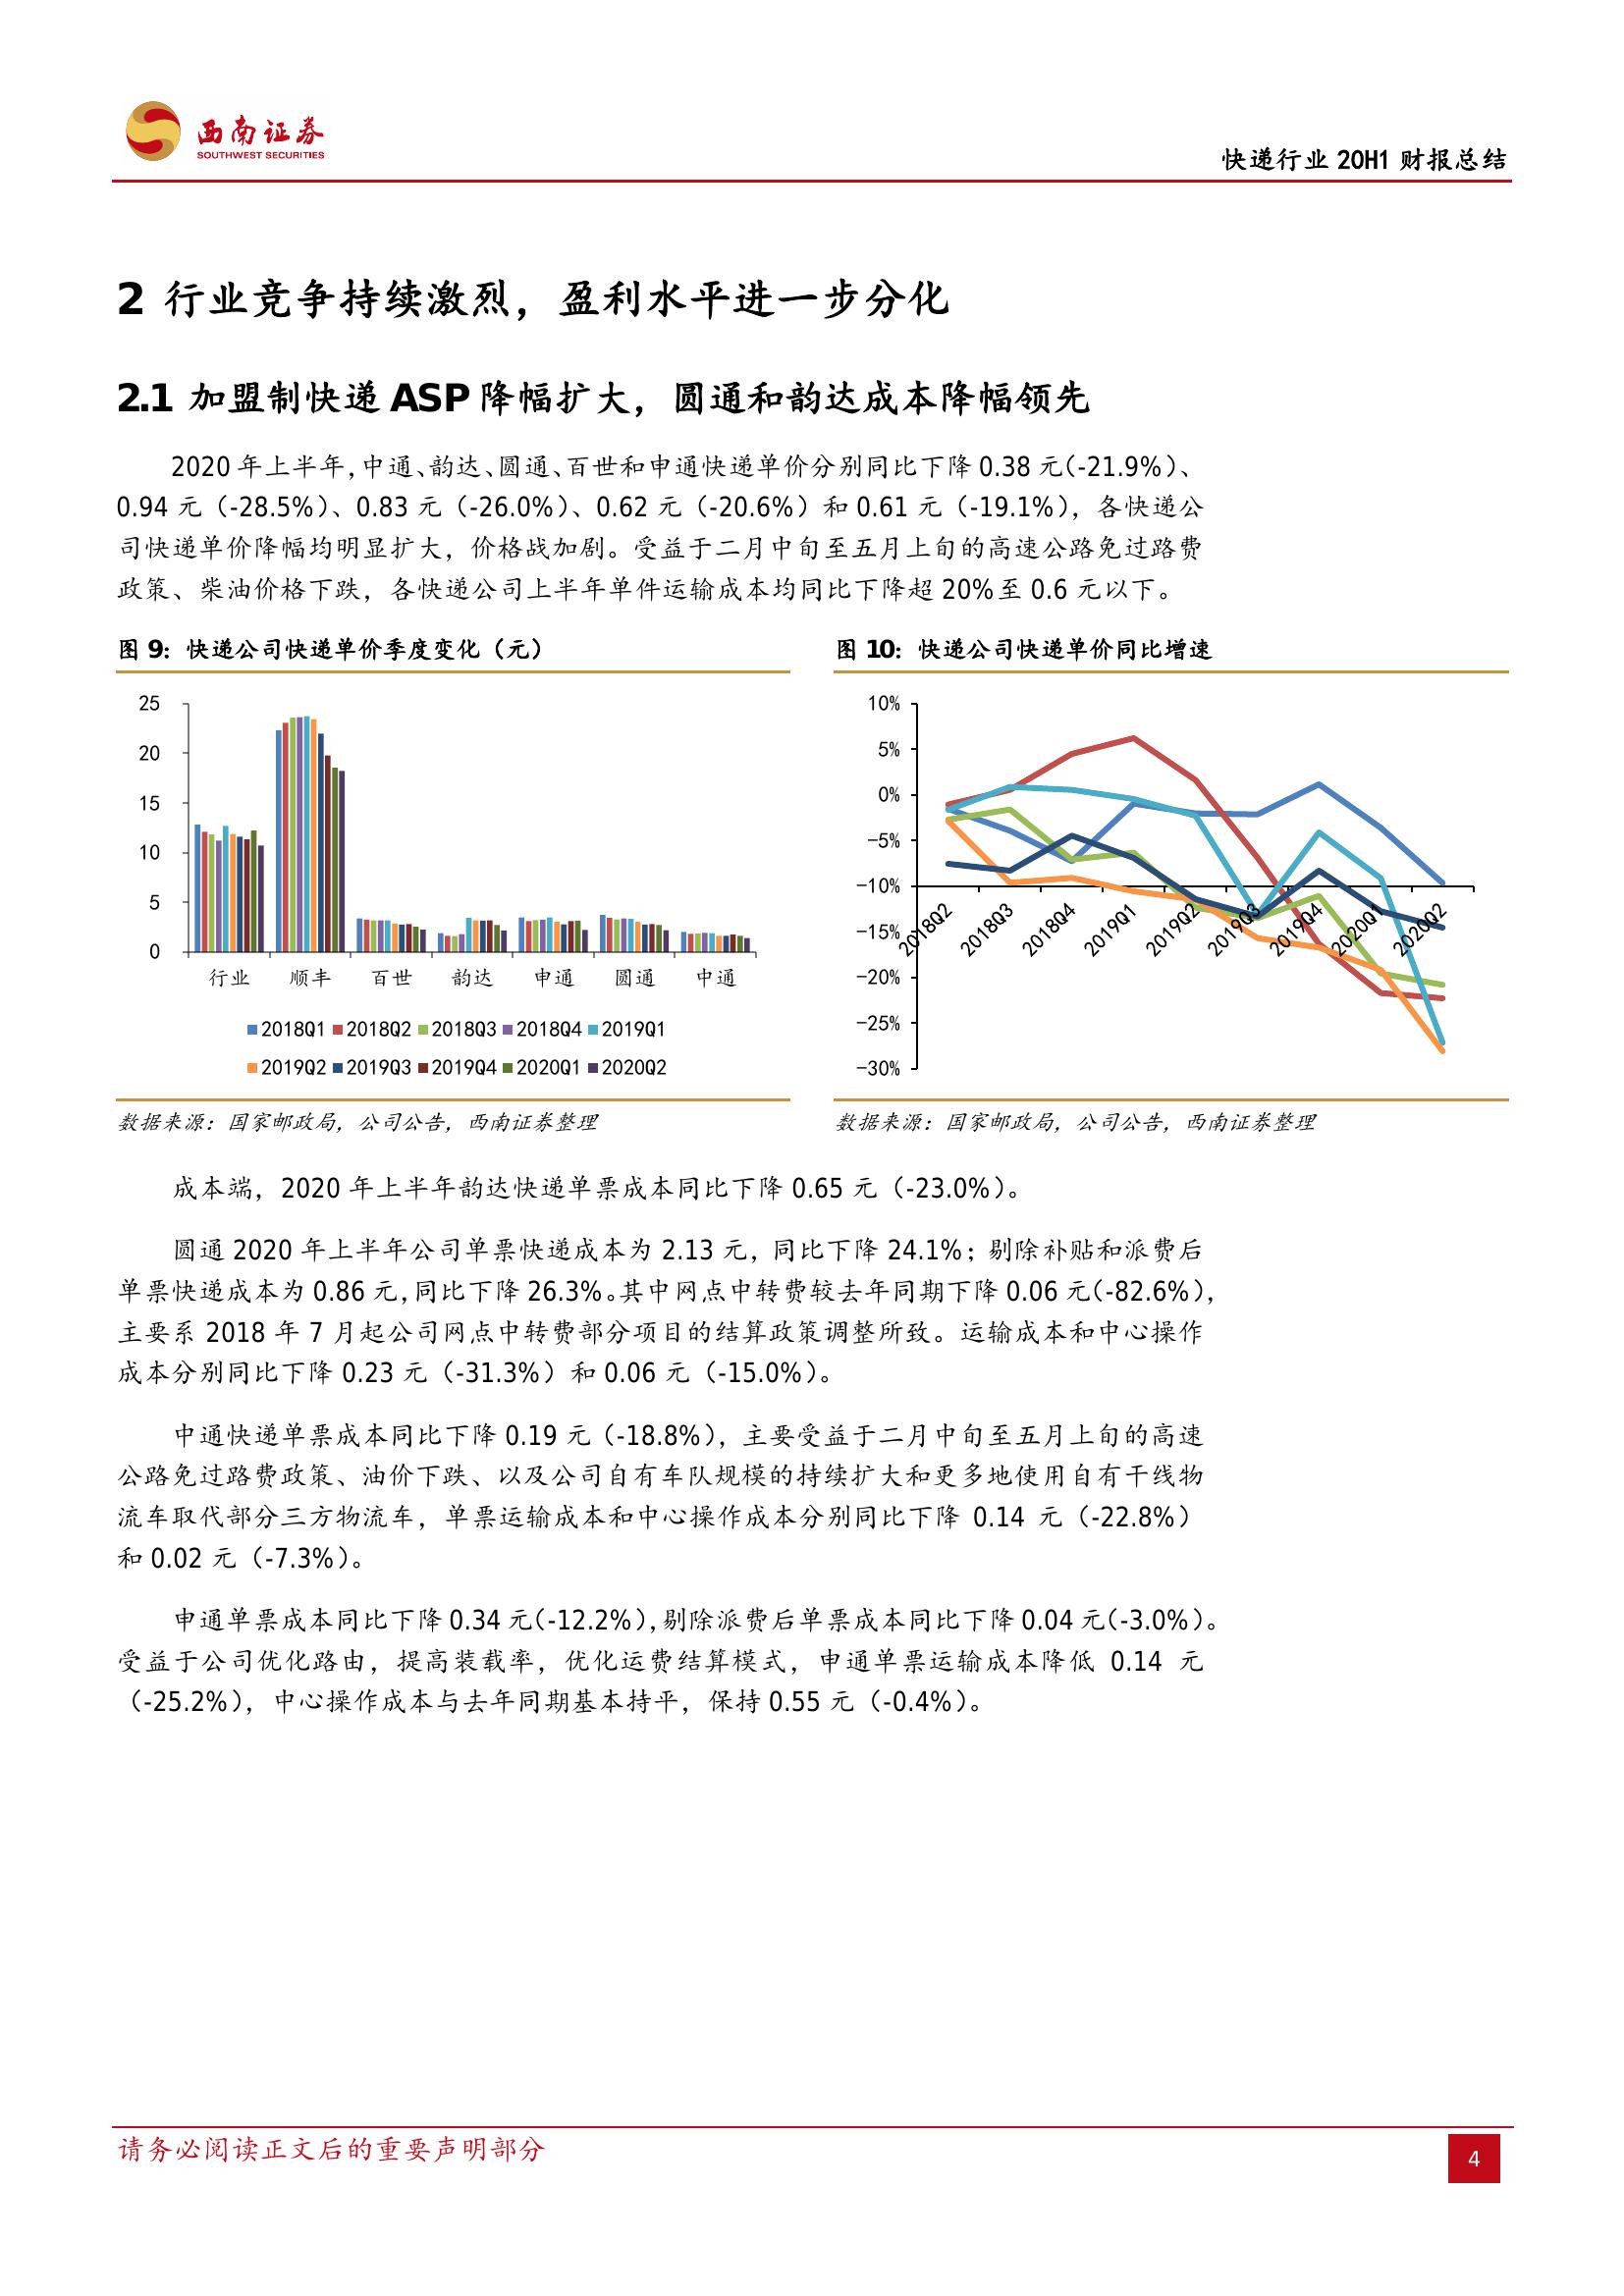 西南证券
SOUTHWEST SECURITIES
快递行业 20H1 财报总结
2 行业竞争持续激烈，盈利水平进一步分化
2.1 加盟制快递 ASP 降幅扩大，圆通和韵达成本降幅领先
2020 年上半年，中通、韵达、圆通、百世和申通快递单价分别同比下降 0.38 元（-21.9%）、
0.94 元（-28.5%）、0.83 元（-26.0%）、0.62 元（-20.6%）和 0.61 元（-19.1%），各快递公
司快递单价降幅均明显扩大，价格战加剧。受益于二月中旬至五月上旬的高速公路免过路费
政策、柴油价格下跌，各快递公司上半年单件运输成本均同比下降超 20%至 0.6 元以下。
图 9：快递公司快递单价季度变化（元）
25
20
15
10
5
0
行业 顺丰 百世 韵达 申通 圆通 中通
2018Q1 2018Q2 2018Q3 2018Q4 2019Q1
2019Q2 2019Q3 2019Q4 2020Q1 2020Q2
数据来源：国家邮政局，公司公告，西南证券整理
图 10：快递公司快递单价同比增速
10%
5%
0%
-5%
-10%
-15%
-20%
-25%
-30%
2018Q2 2018Q3 2018Q4 2019Q1 2019Q2 2019Q3 2019Q4 2020Q1 2020Q2
数据来源：国家邮政局，公司公告，西南证券整理
成本端，2020 年上半年韵达快递单票成本同比下降 0.65 元（-23.0%）。
圆通 2020 年上半年公司单票快递成本为 2.13 元，同比下降 24.1%；剔除补贴和派费后
单票快递成本为 0.86 元，同比下降 26.3%。其中网点中转费较去年同期下降 0.06 元（-82.6%），
主要系 2018 年 7 月起公司网点中转费部分项目的结算政策调整所致。运输成本和中心操作
成本分别同比下降 0.23 元（-31.3%）和 0.06 元（-15.0%）。
中通快递单票成本同比下降 0.19 元（-18.8%），主要受益于二月中旬至五月上旬的高速
公路免过路费政策、油价下跌、以及公司自有车队规模的持续扩大和更多地使用自有干线物
流车取代部分三方物流车，单票运输成本和中心操作成本分别同比下降 0.14 元（-22.8%）
和 0.02 元（-7.3%）。
申通单票成本同比下降 0.34 元（-12.2%），剔除派费后单票成本同比下降 0.04 元（-3.0%）。
受益于公司优化路由，提高装载率，优化运费结算模式，申通单票运输成本降低 0.14 元
（-25.2%），中心操作成本与去年同期基本持平，保持 0.55 元（-0.4%）。
请务必阅读正文后的重要声明部分
4